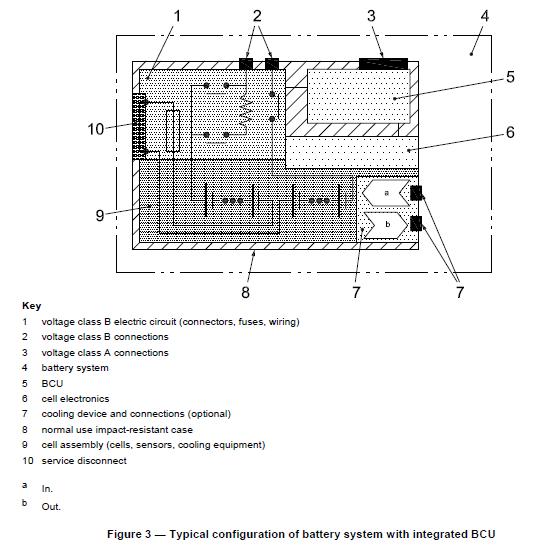 1 2 3 4
5
6
10
9
a
b
8 7 7
Key
1 voltage class B electric circuit (connectors, fuses, wiring)
2 voltage class B connections
3 voltage class A connections
4 battery system
5 BCU
6 cell electronics
7 cooling device and connections (optional)
8 normal use impact-resistant case
9 cell assembly (cells, sensors, cooling equipment)
10 service disconnect
a In.
b Out.
Figure 3 — Typical configuration of battery system with integrated BCU